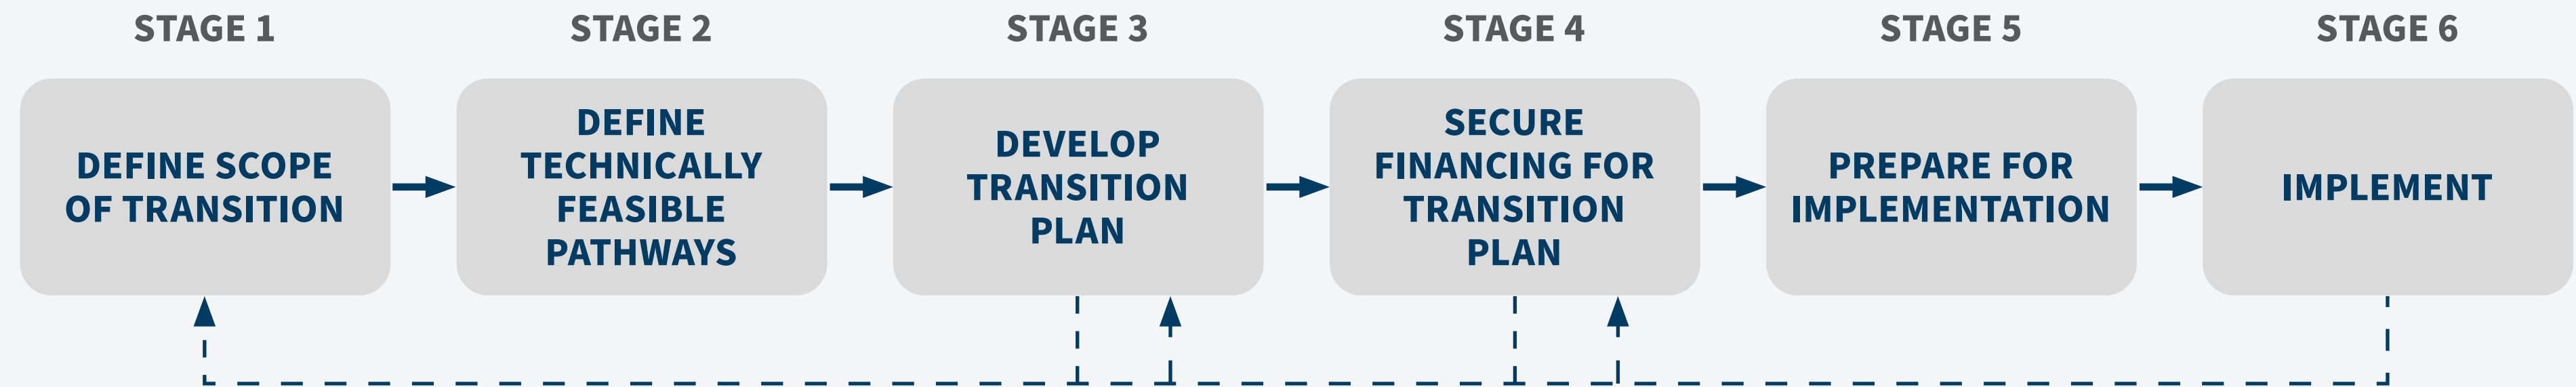 STAGE 1
STAGE 2
STAGE 3
STAGE 4
STAGE 5
STAGE 6
DEFINE SCOPE
OF TRANSITION
DEFINE
TECHNICALLY
FEASIBLE
PATHWAYS
DEVELOP
TRANSITION
PLAN
SECURE
FINANCING FOR
TRANSITION
PLAN
PREPARE FOR
IMPLEMENTATION
IMPLEMENT